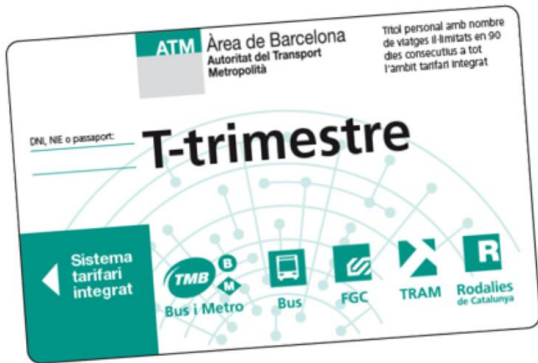 ATM
Àrea de Barcelona
Autoritat del Transport
Metropolità
Títol personal amb nombre
de viatges il·limitats en 90
dies consecutius a tot
l'àmbit tarifari integrat
DNI, NIE o passaport:
T-trimestre
Sistema
tarifari
integrat
TMB
B
M
Bus i Metro
Bus
FGC
TRAM
R
Rodalies
de Catalunya